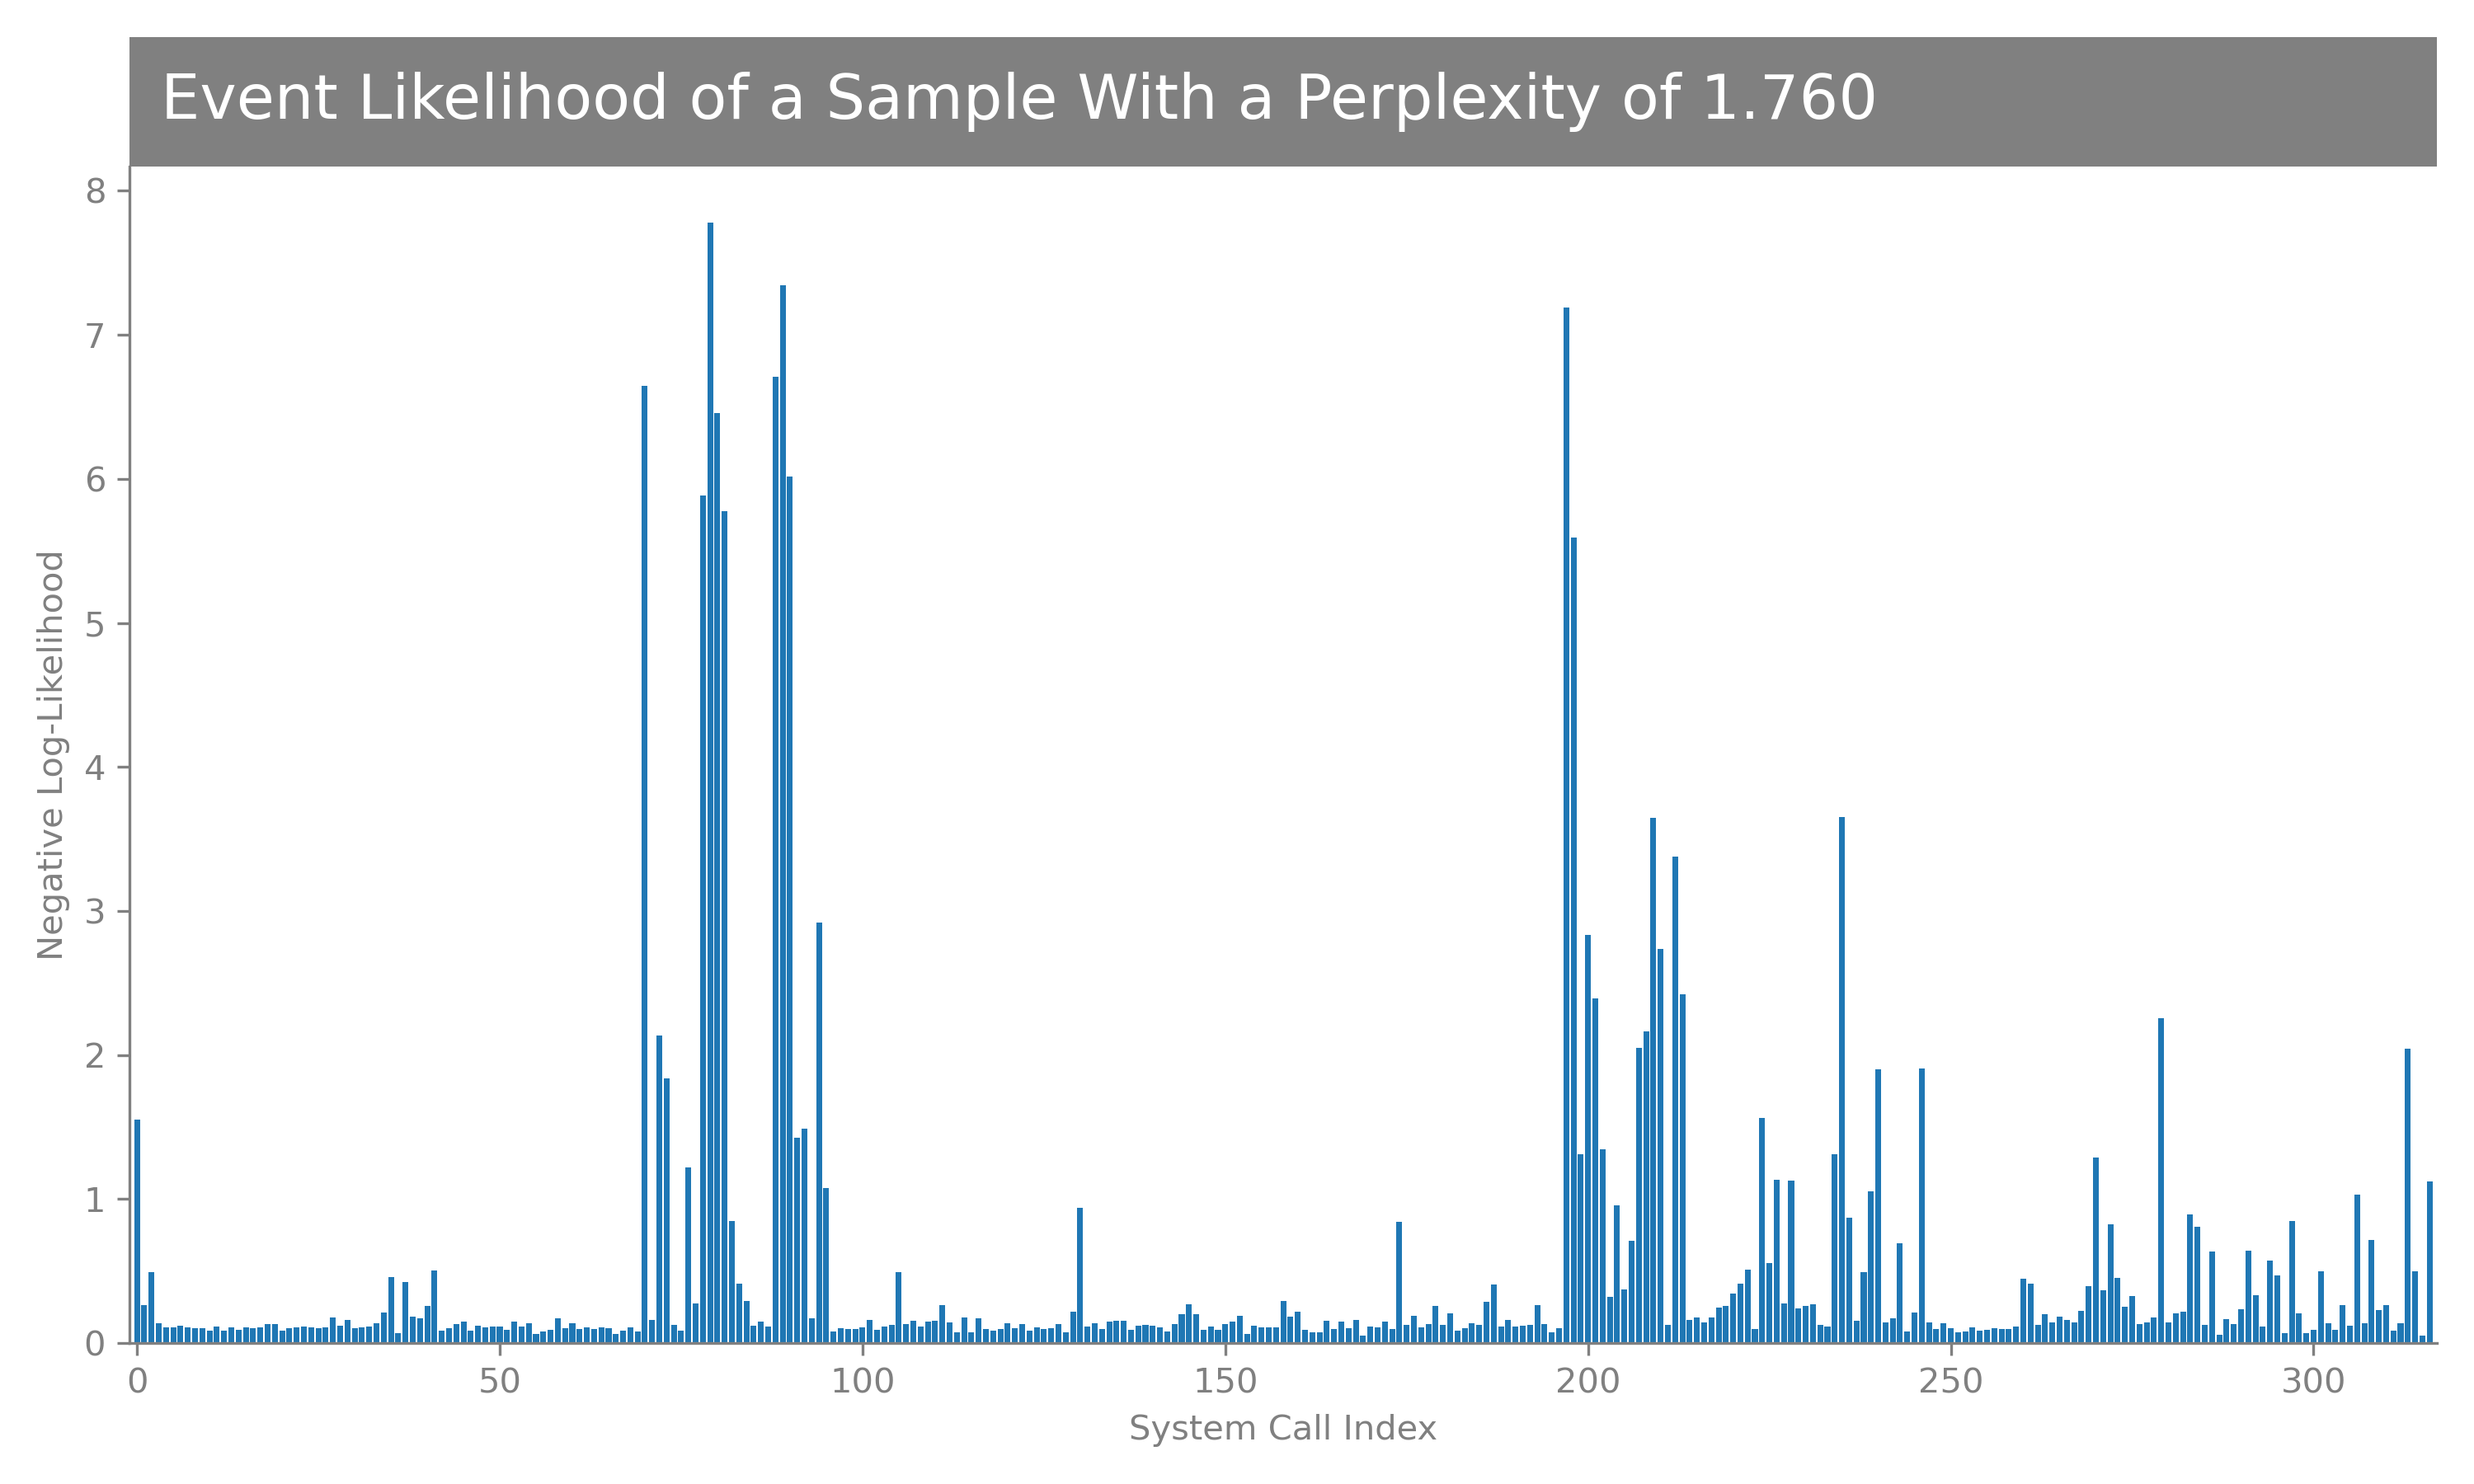 Event Likelihood of a Sample With a Perplexity of 1.760
8
7
6
5
4
3
2
1
0
Negative Log-Likelihood
0 50 100 150 200 250 300
System Call Index